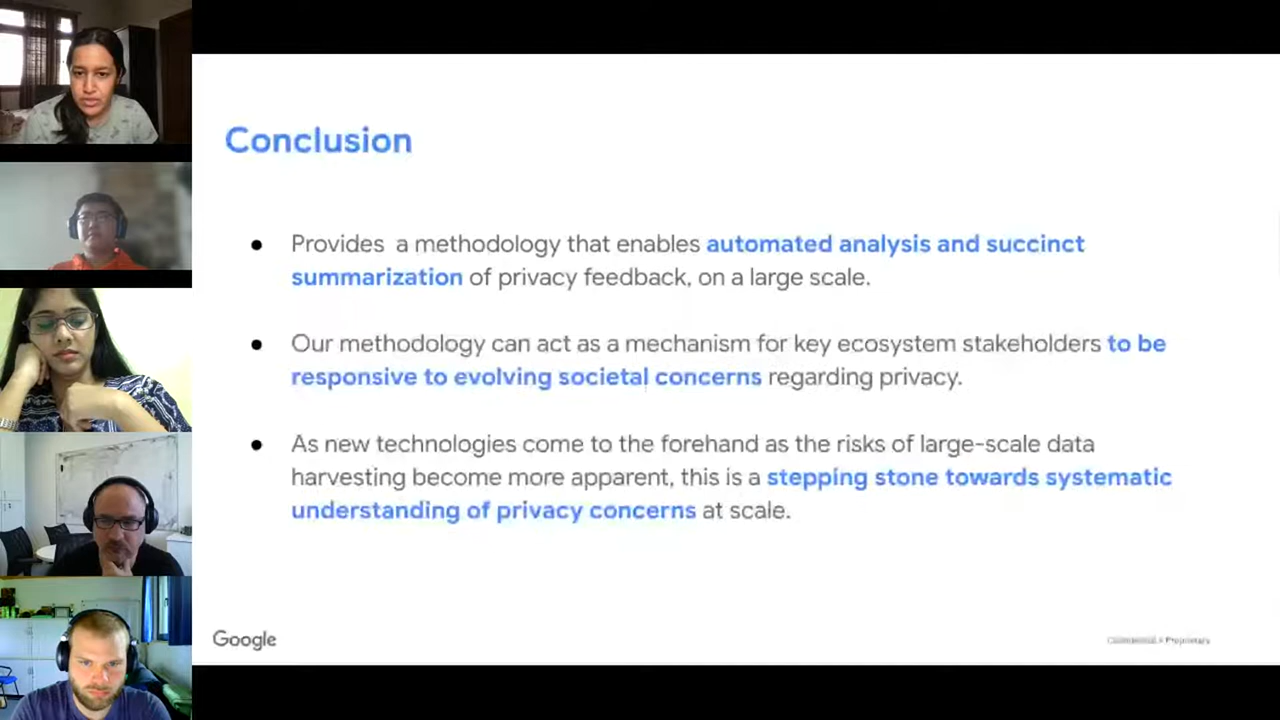 Conclusion
● Provides a methodology that enables automated analysis and succinct
summarization of privacy feedback, on a large scale.
● Our methodology can act as a mechanism for key ecosystem stakeholders to be
responsive to evolving societal concerns regarding privacy.
● As new technologies come to the forehand as the risks of large-scale data
harvesting become more apparent, this is a stepping stone towards systematic
understanding of privacy concerns at scale.
Google
Confidential + Proprietary